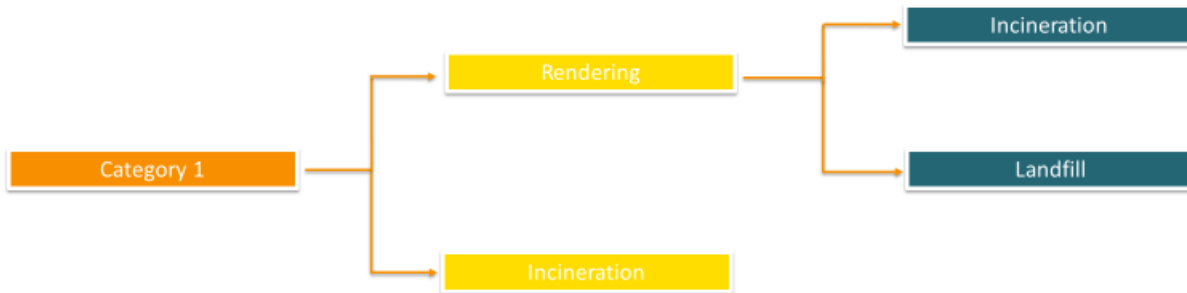 Incineration
Rendering
Category 1
Landfill
Incineration